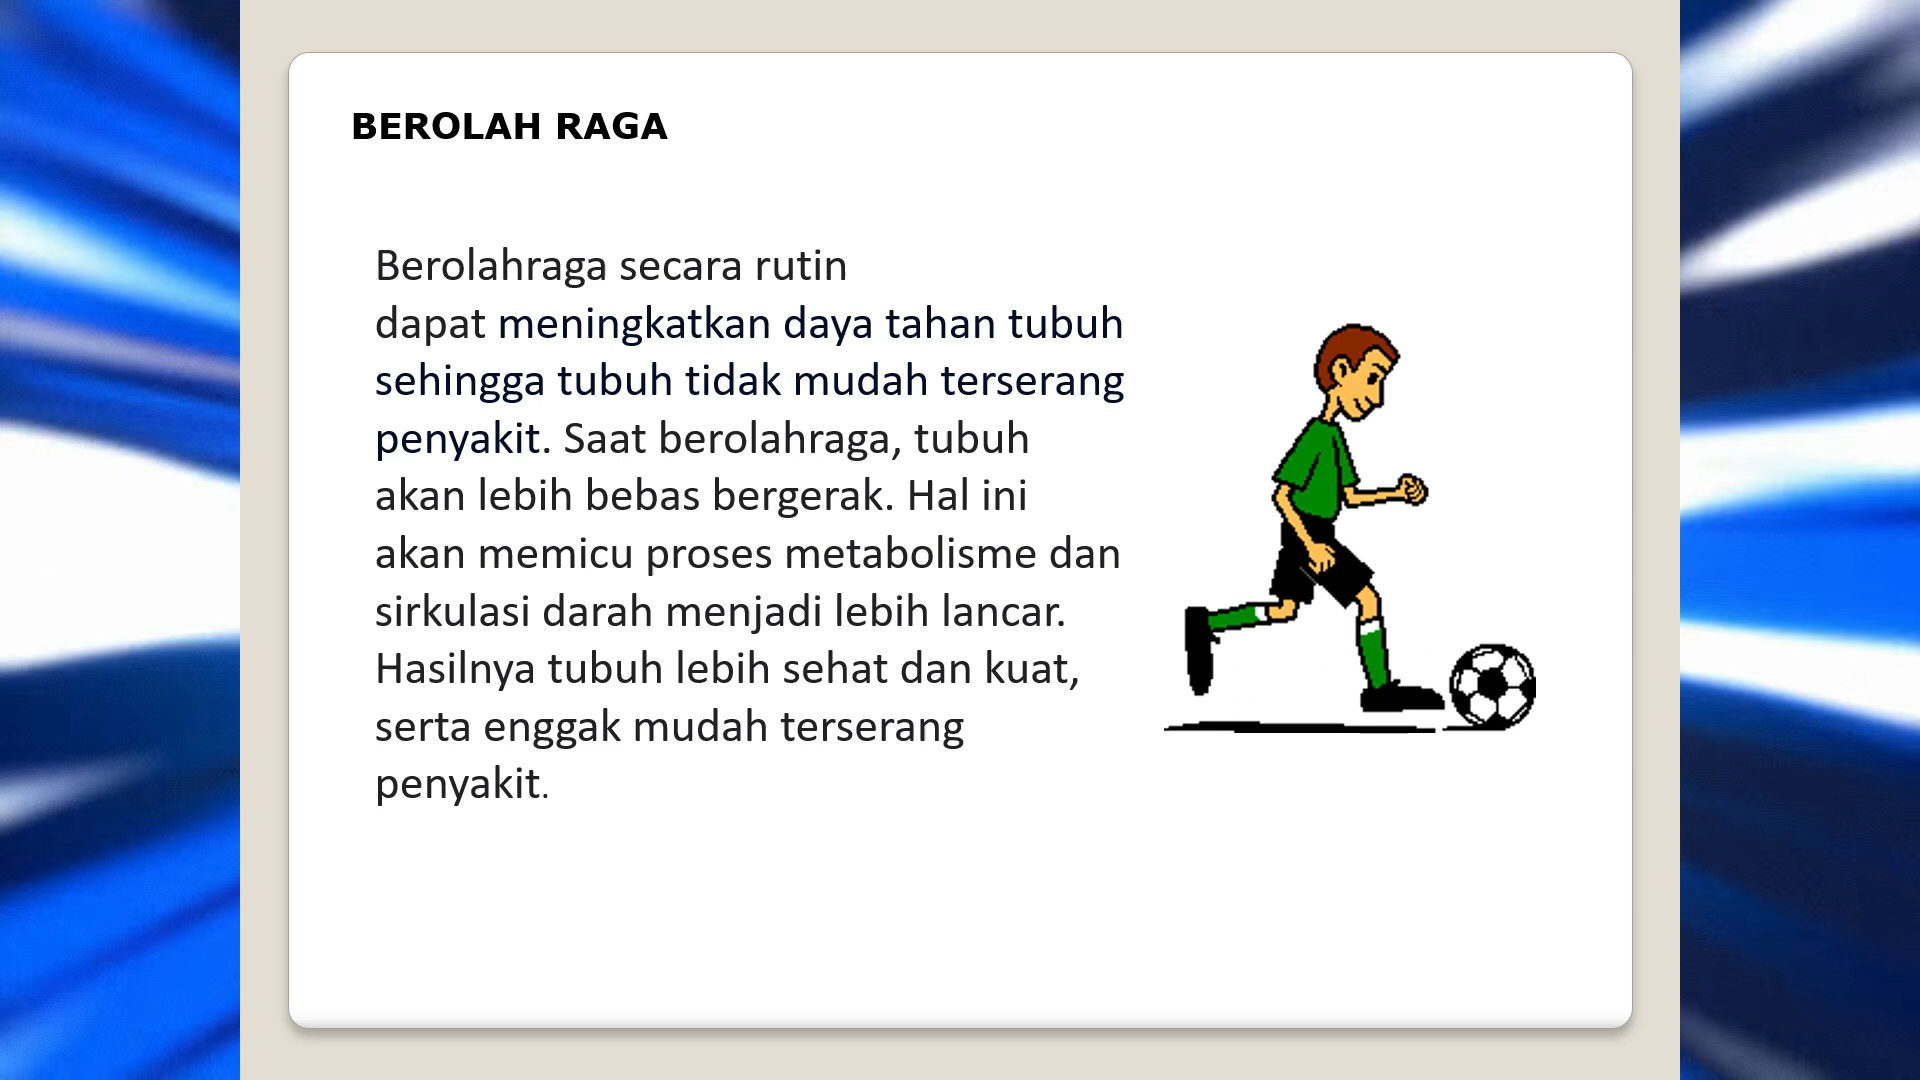 BEROLAH RAGA
Berolahraga secara rutin
dapat meningkatkan daya tahan tubuh
sehingga tubuh tidak mudah terserang
penyakit. Saat berolahraga, tubuh
akan lebih bebas bergerak. Hal ini
akan memicu proses metabolisme dan
sirkulasi darah menjadi lebih lancar.
Hasilnya tubuh lebih sehat dan kuat,
serta enggak mudah terserang
penyakit.